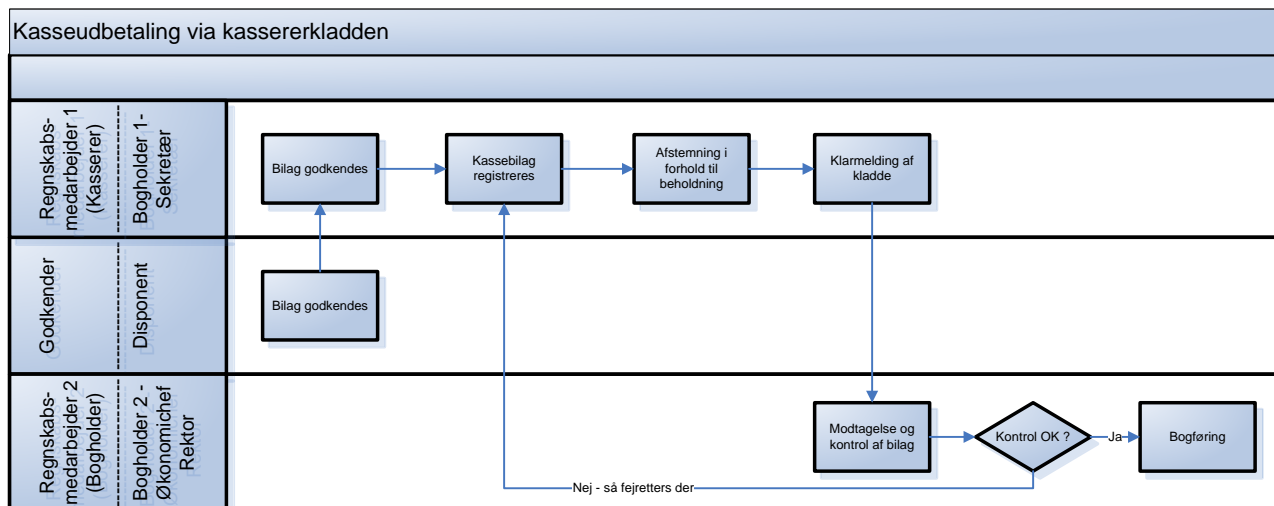 Kasseudbetaling via kassererkladden
Regnskabs-
medarbejder 1
(Kasserer)
Bogholder 1-
Sekretær
Bilag godkendes
Kassebilag
registreres
Afstemning i
forhold til
beholdning
Klarmelding af
kladde
Godkender
Disponent
Bilag godkendes
Regnskabs-
medarbejder 2
(Bogholder)
Bogholder 2 -
Økonomichef
Rektor
Modtagelse og
kontrol af bilag
Kontrol OK ?
Ja
Bogføring
Nej - så fejretters der